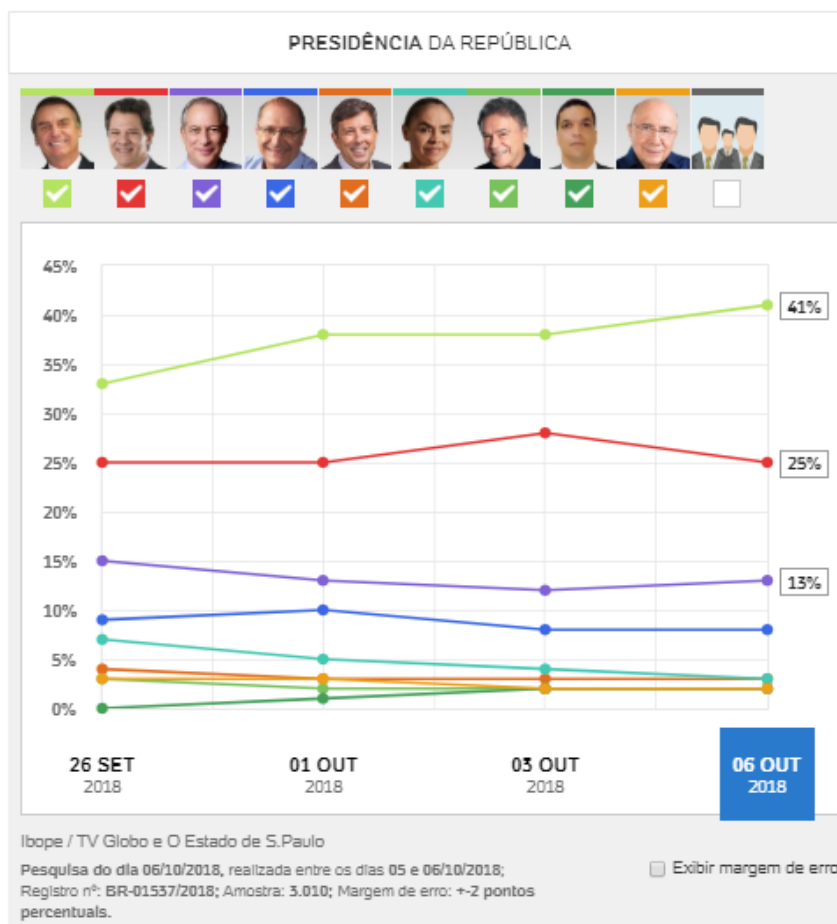 PRESIDÊNCIA DA REPÚBLICA
45%
40%
35%
30%
25%
20%
15%
10%
5%
0%
41%
25%
13%
26 SET
2018
01 OUT
2018
03 OUT
2018
06 OUT
2018
Ibope / TV Globo e O Estado de S.Paulo
Pesquisa do dia 06/10/2018, realizada entre os dias 05 e 06/10/2018;
Registro nº: BR-01537/2018; Amostra: 3.010; Margem de erro: +-2 pontos
percentuais.
Exibir margem de erro